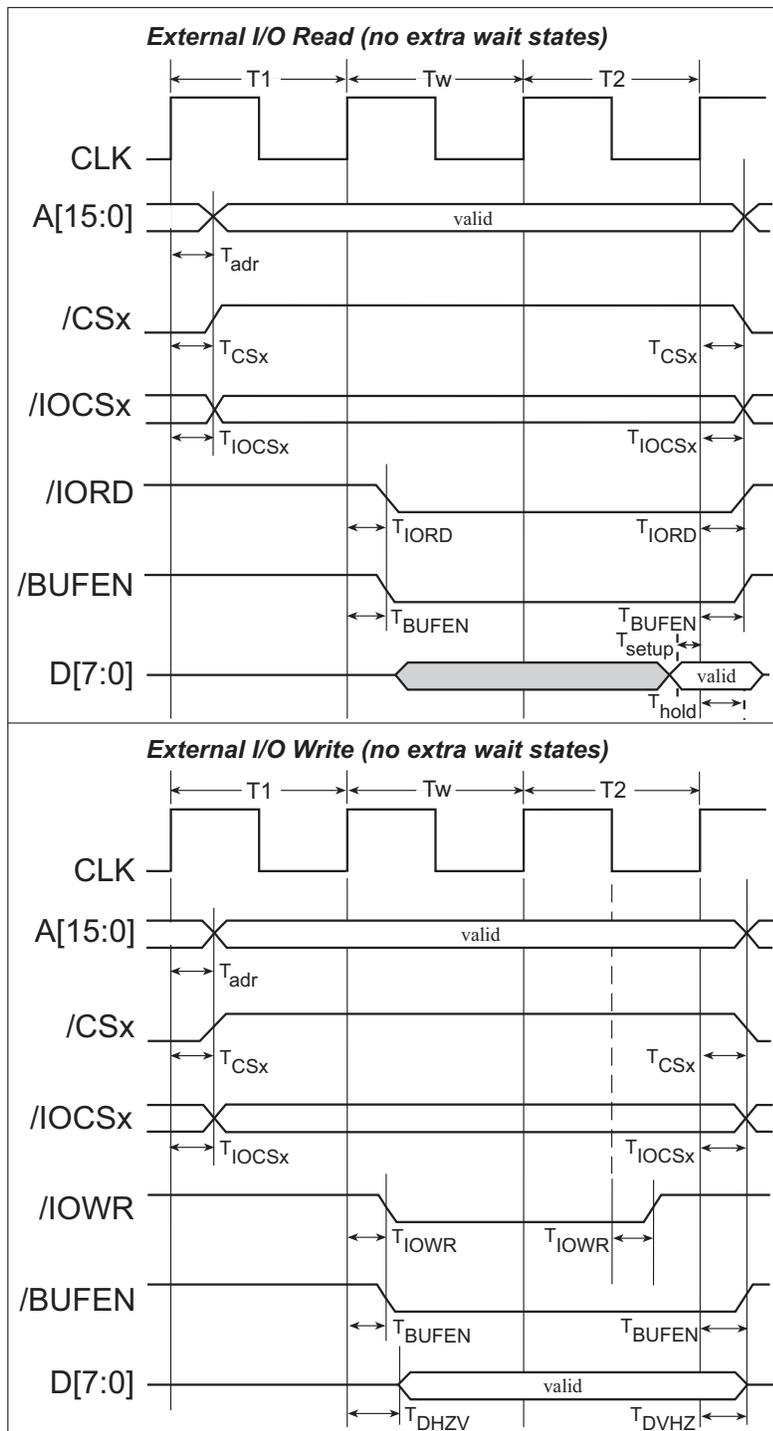 External I/O Read (no extra wait states)
T1 Tw T2
CLK
A[15:0] valid
Tadr
/CSx
TCSx TCSx
/IOCSx
TIOCSx TIOCSx
/IORD
TIORD TIORD
/BUFEN
TBUFEN TBUFEN
Tsetup
D[7:0] valid
Thold
External I/O Write (no extra wait states)
T1 Tw T2
CLK
A[15:0] valid
Tadr
/CSx
TCSx TCSx
/IOCSx
TIOCSx TIOCSx
/IOWR
TIOWR TIOWR
/BUFEN
TBUFEN TBUFEN
D[7:0] valid
TDHZV TDVHZ